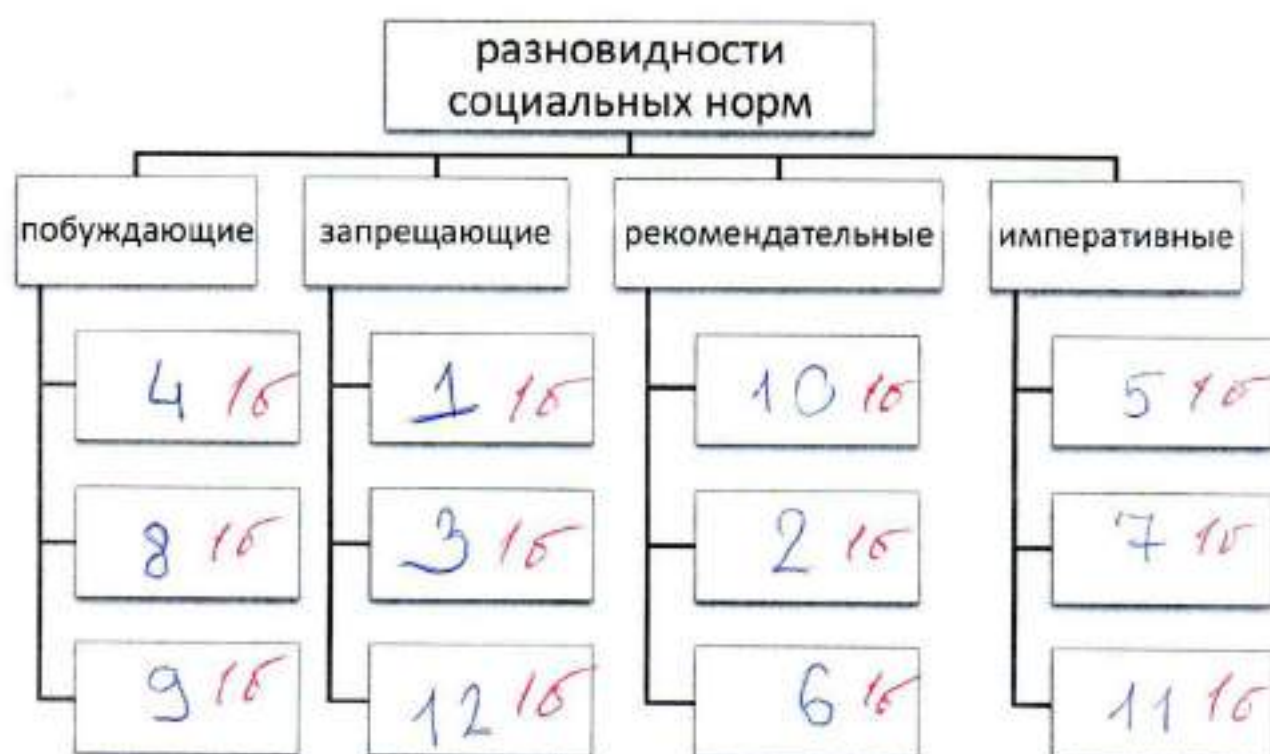 разновидности
социальных норм
побуждающие запрещающие рекомендательные императивные
4 1б 1 1б 10 1б 5 1б
8 1б 3 1б 2 1б 7 1б
9 1б 12 1б 6 1б 11 1б